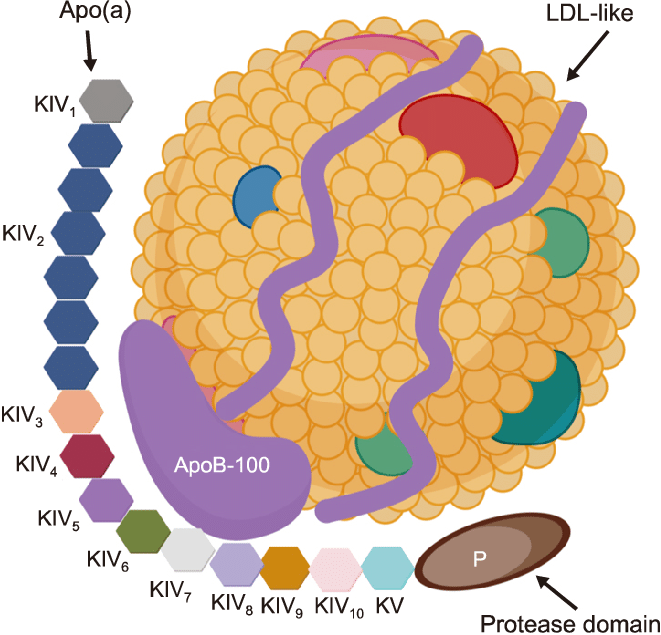 Apo(a)
LDL-like
KIV₁
KIV₂
KIV₃
KIV₄
KIV₅
KIV₆
KIV₇
KIV₈
KIV₉
KIV₁₀
KV
ApoB-100
P
Protease domain